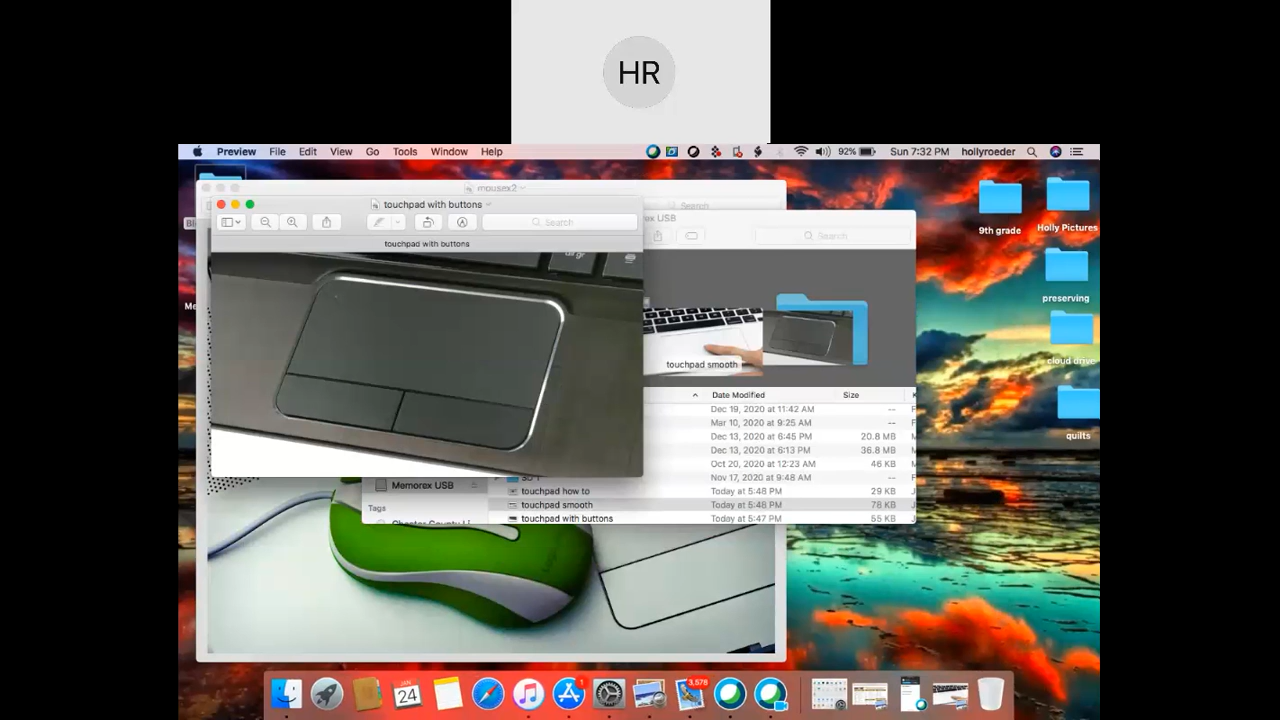 HR
Preview File Edit View Go Tools Window Help 92% Sun 7:32 PM hollyroeder
mousex2
touchpad with buttons
Search
Search
touchpad with buttons
Search
9th grade
Holly Pictures
preserving
cloud drive
quilts
touchpad smooth
Date Modified Size
Dec 19, 2020 at 11:42 AM --
Mar 10, 2020 at 9:25 AM --
Dec 13, 2020 at 6:45 PM 20.8 MB
Dec 13, 2020 at 6:13 PM 36.8 MB
Oct 20, 2020 at 12:23 AM 46 KB
Nov 17, 2020 at 9:48 AM --
Memorex USB
touchpad how to Today at 5:48 PM 29 KB
touchpad smooth Today at 5:48 PM 78 KB
touchpad with buttons Today at 5:47 PM 55 KB
Tags
JAN
24
1
3,578